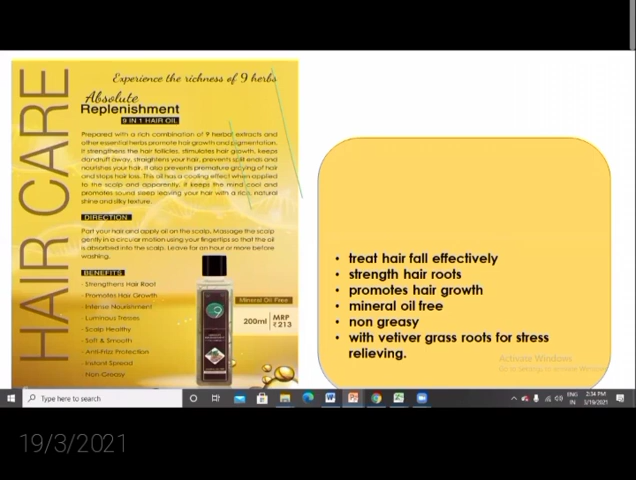 HAIR CARE
Experience the richness of 9 herbs
Absolute
Replenishment
9 IN 1 HAIR OIL
Prepared with a rich combination of 9 herbal extracts and
other essential herbs promote hair growth and pigmentation.
It strengthens the hair follicles, stimulates hair growth, keeps
dandruff away, straightens your hair, prevents split ends and
nourishes your hair. It also prevents premature graying of hair
and stops hair loss. This oil has a cooling effect when applied
to the scalp and apparently, it keeps the mind cool and
promotes sound sleep leaving your hair with a rich, natural
shine and silky texture.
DIRECTION
Part your hair and apply oil on the scalp. Massage the scalp
gently in a circular motion using your fingertips so that the oil
is absorbed into the scalp. Leave for an hour or more before
washing.
BENEFITS
- Strengthens Hair Root
- Promotes Hair Growth
- Intense Nourishment
- Luminous Tresses
- Scalp Healthy
- Soft & Smooth
- Anti-Frizz Protection
- Instant Spread
- Non Greasy
9
Mineral Oil Free
200ml
MRP
₹213
• treat hair fall effectively
• strength hair roots
• promotes hair growth
• mineral oil free
• non greasy
• with vetiver grass roots for stress
relieving.
Activate Windows
Go to Settings to activate Windows.
Type here to search
ENG
IN
2:34 PM
3/19/2021
19/3/2021